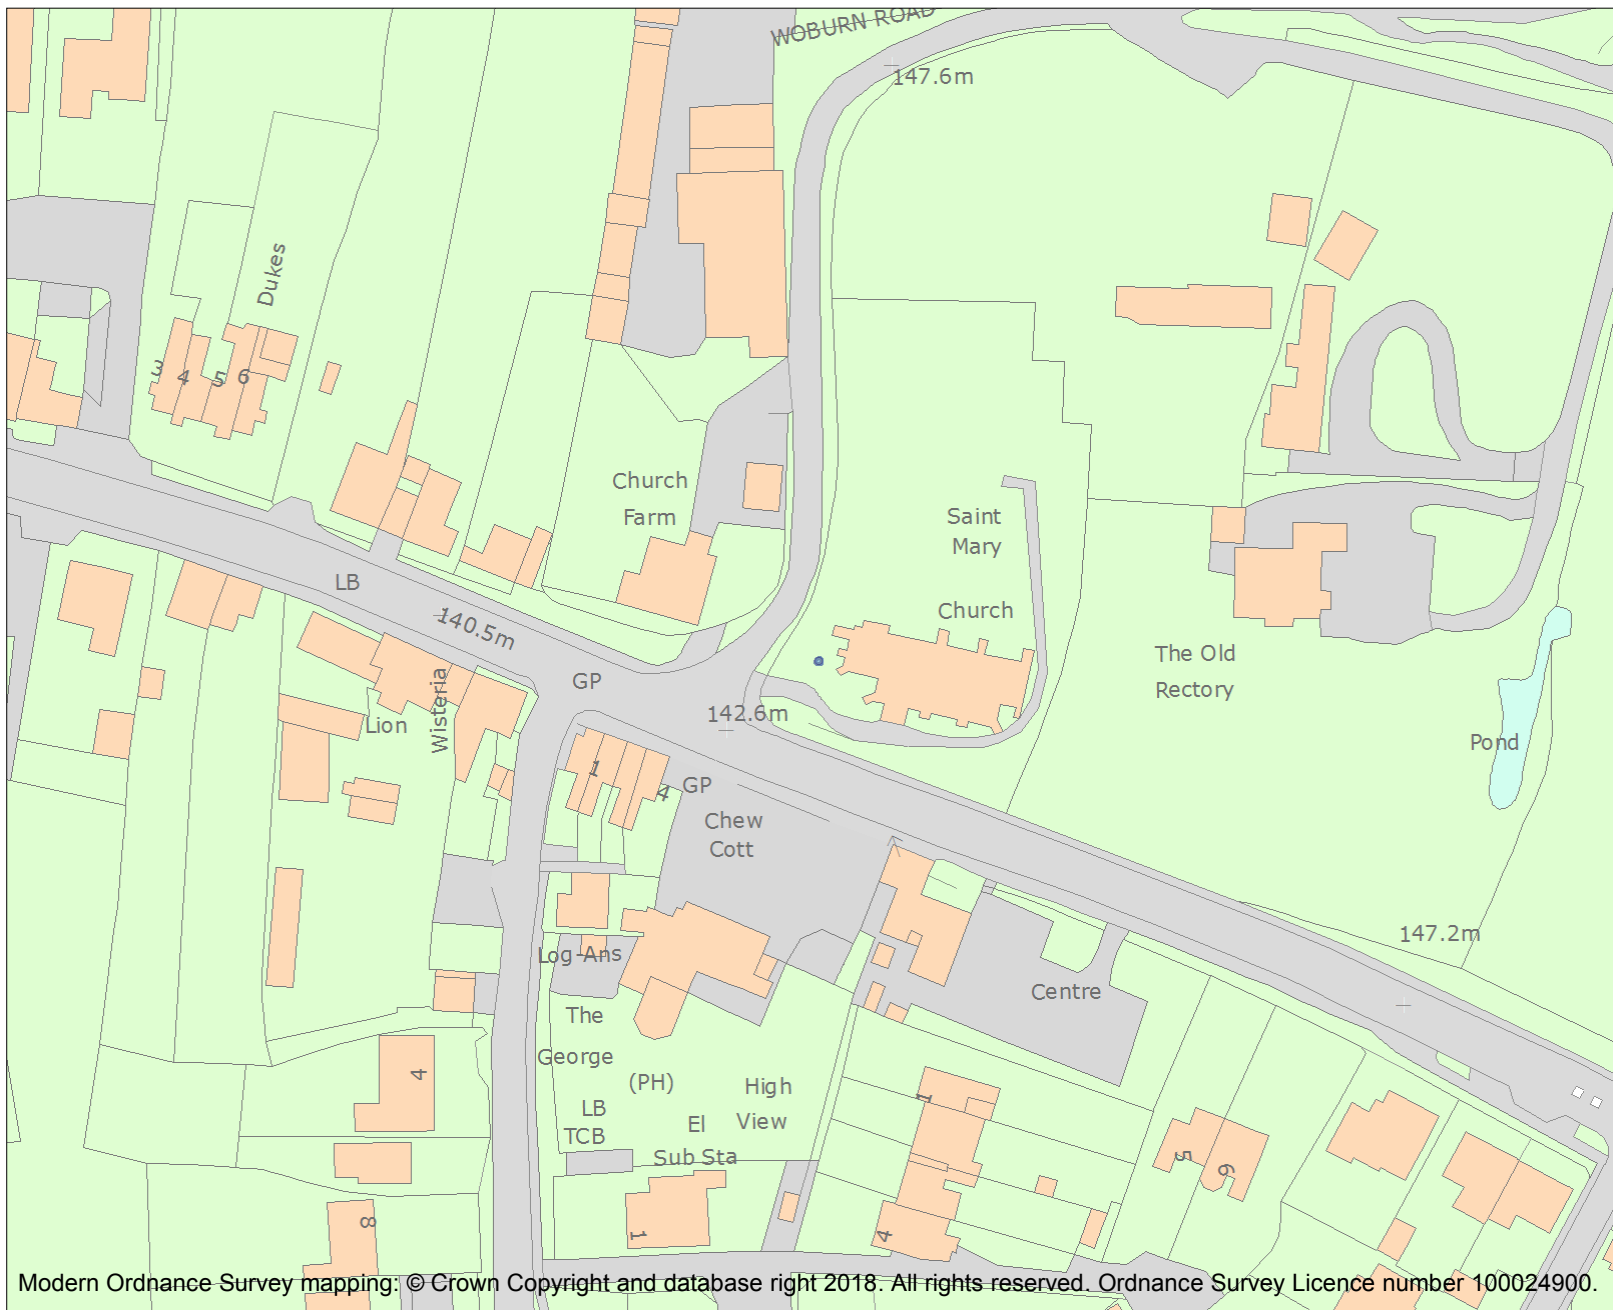 WOBURN ROAD
147.6m
Dukes
3
4
5
6
Church
Farm
Saint
Mary
Church
LB
140.5m
GP
The Old
Rectory
Wisteria
Lion
142.6m
Pond
1
4
GP
Chew
Cott
147.2m
Log-Ans
Centre
The
George
(PH)
4
High
View
1
LB
TCB
El
Sub Sta
5
6
8
1
4
Modern Ordnance Survey mapping: © Crown Copyright and database right 2018. All rights reserved. Ordnance Survey Licence number 100024900.